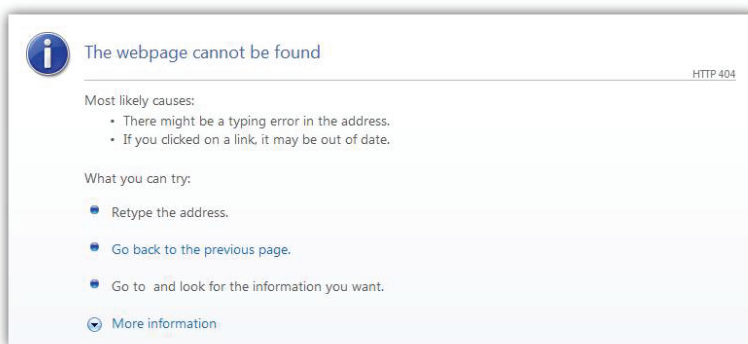 The webpage cannot be found
HTTP 404
Most likely causes:
• There might be a typing error in the address.
• If you clicked on a link, it may be out of date.
What you can try:
Retype the address.
Go back to the previous page.
Go to  and look for the information you want.
More information